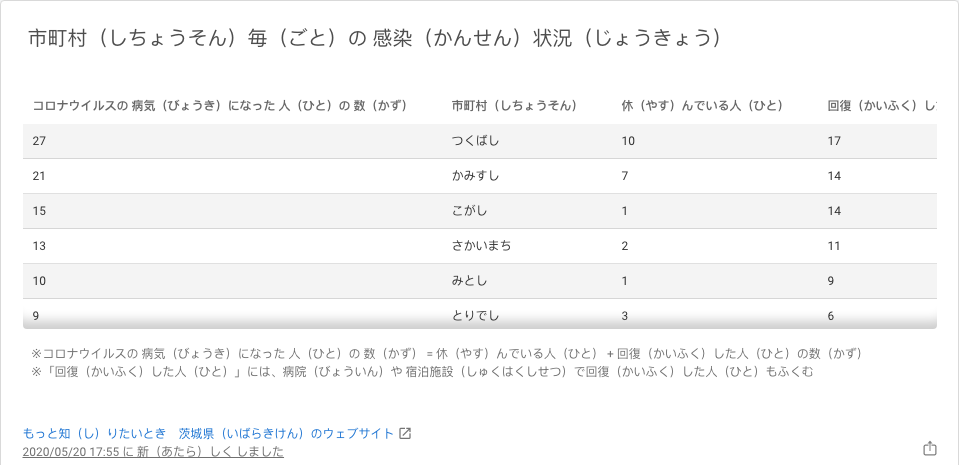 市町村（しちょうそん）毎（ごと）の 感染（かんせん）状況（じょうきょう）
コロナウイルスの 病気（びょうき）になった 人（ひと）の 数（かず） 市町村（しちょうそん） 休（やす）んでいる人（ひと） 回復（かいふく）し
27 つくばし 10 17
21 かみすし 7 14
15 こがし 1 14
13 さかいまち 2 11
10 みとし 1 9
9 とりでし 3 6
※コロナウイルスの 病気（びょうき）になった 人（ひと）の 数（かず） = 休（やす）んでいる人（ひと） + 回復（かいふく）した人（ひと）の数（かず）
※「回復（かいふく）した人（ひと）」には、病院（びょういん）や 宿泊施設（しゅくはくしせつ）で回復（かいふく）した人（ひと）もふくむ
もっと知（し）りたいとき　茨城県（いばらきけん）のウェブサイト
2020/05/20 17:55 に 新（あたら）しく しました